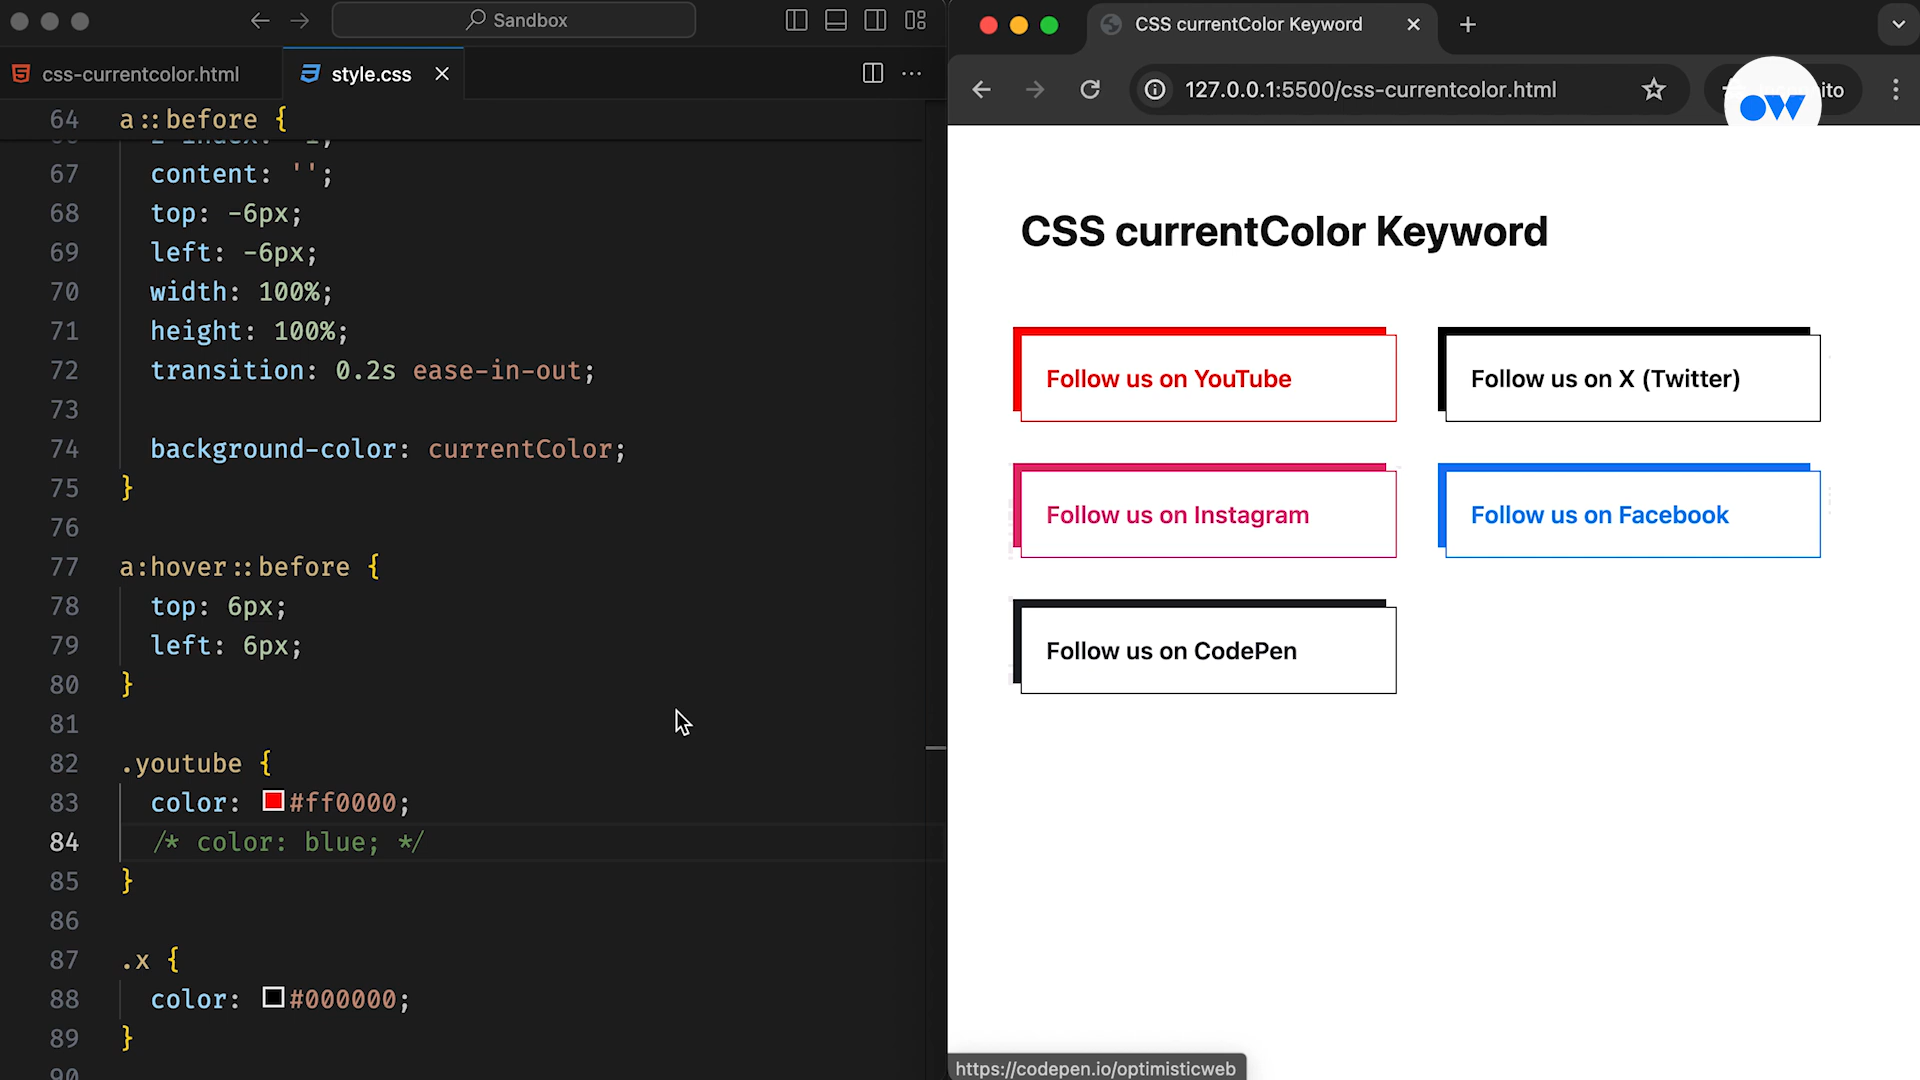 Sandbox
css-currentcolor.html
style.css
64 a::before {
67 content: '';
68 top: -6px;
69 left: -6px;
70 width: 100%;
71 height: 100%;
72 transition: 0.2s ease-in-out;
73
74 background-color: currentColor;
75 }
76
77 a:hover::before {
78 top: 6px;
79 left: 6px;
80 }
81
82 .youtube {
83 color: #ff0000;
84 /* color: blue; */
85 }
86
87 .x {
88 color: #000000;
89 }
90
CSS currentColor Keyword
127.0.0.1:5500/css-currentcolor.html
ito
OW
CSS currentColor Keyword
Follow us on YouTube
Follow us on X (Twitter)
Follow us on Instagram
Follow us on Facebook
Follow us on CodePen
https://codepen.io/optimisticweb